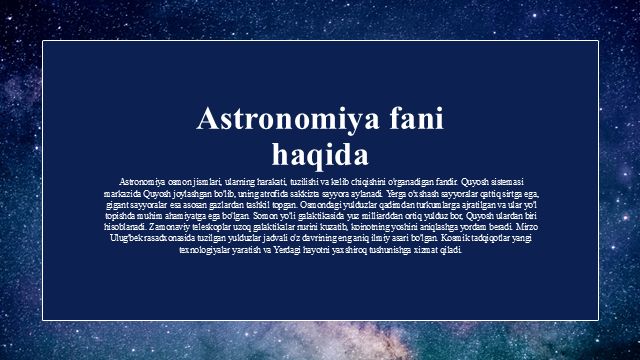 Astronomiya fani
haqida
Astronomiya osmon jismlari, ularning harakati, tuzilishi va kelib chiqishini o'rganadigan fandir. Quyosh sistemasi
markazida Quyosh joylashgan bo'lib, uning atrofida sakkizta sayyora aylanadi. Yerga o'xshash sayyoralar qattiq sirtga ega,
gigant sayyoralar esa asosan gazlardan tashkil topgan. Osmondagi yulduzlar qadimdan turkumlarga ajratilgan va ular yo'l
topishda muhim ahamiyatga ega bo'lgan. Somon yo'li galaktikasida yuz milliarddan ortiq yulduz bor, Quyosh ulardan biri
hisoblanadi. Zamonaviy teleskoplar uzoq galaktikalar nurini kuzatib, koinotning yoshini aniqlashga yordam beradi. Mirzo
Ulug'bek rasadxonasida tuzilgan yulduzlar jadvali o'z davrining eng aniq ilmiy asari bo'lgan. Kosmik tadqiqotlar yangi
texnologiyalar yaratish va Yerdagi hayotni yaxshiroq tushunishga xizmat qiladi.